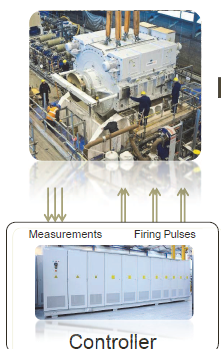 Measurements Firing Pulses
Controller